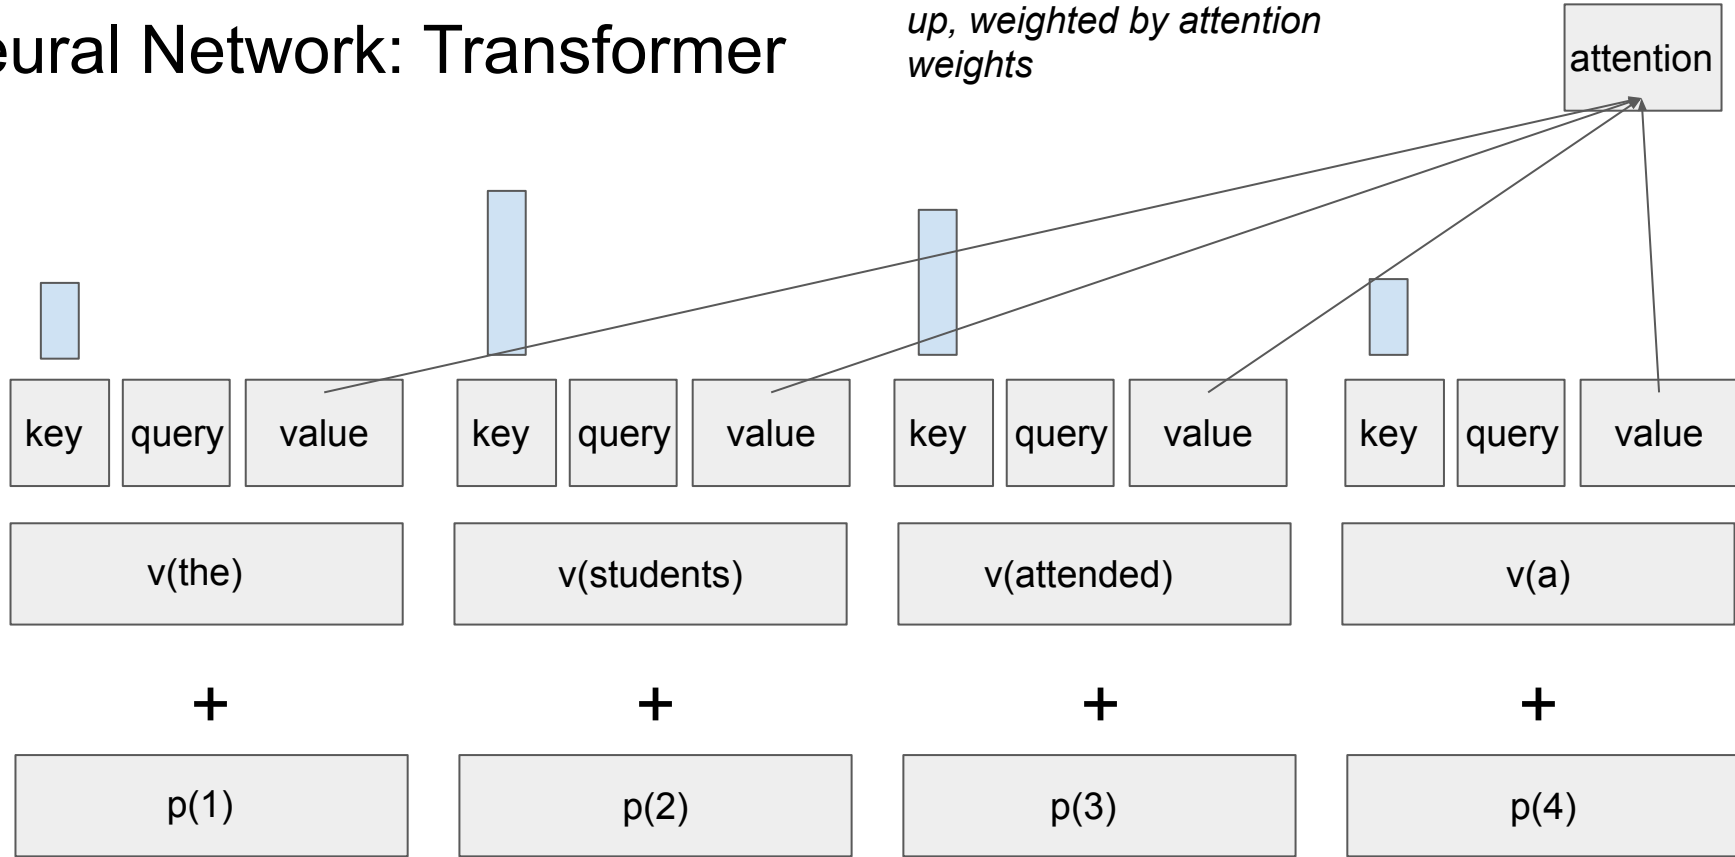 eural Network: Transformer
up, weighted by attention
weights
attention
key query value key query value key query value key query value
v(the) v(students) v(attended) v(a)
+ + + +
p(1) p(2) p(3) p(4)